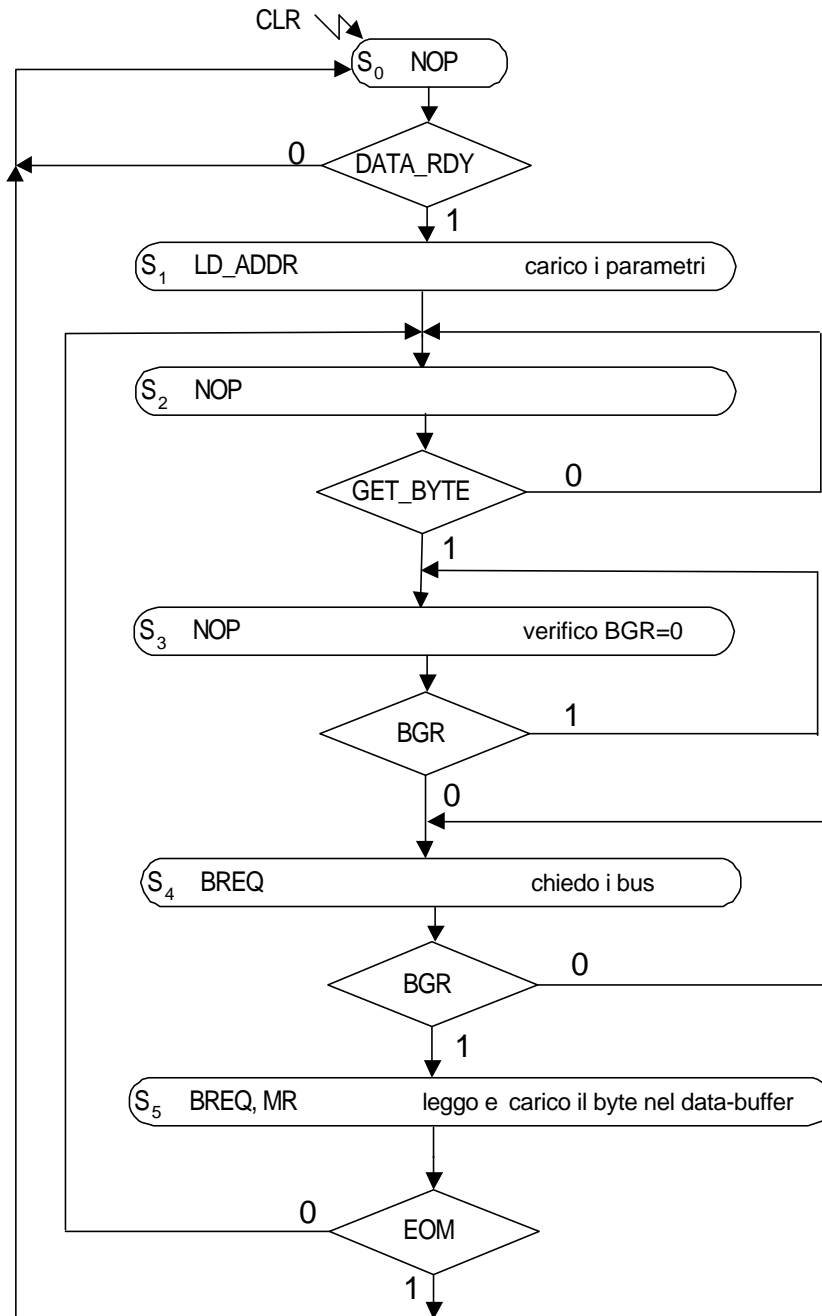 CLR
S0 NOP
0
DATA_RDY
1
S1 LD_ADDR carico i parametri
S2 NOP
GET_BYTE
0
1
S3 NOP verifico BGR=0
BGR
1
0
S4 BREQ chiedo i bus
BGR
0
1
S5 BREQ, MR leggo e carico il byte nel data-buffer
0
EOM
1